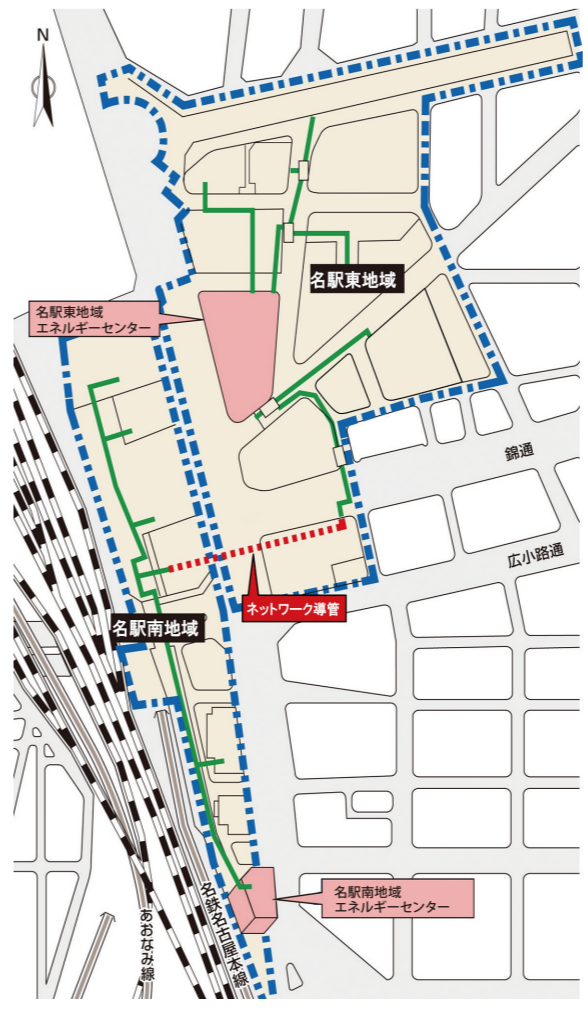 N
名駅東地域
名駅東地域
エネルギーセンター
錦通
広小路通
ネットワーク導管
名駅南地域
名駅南地域
エネルギーセンター
名鉄名古屋本線
あおなみ線